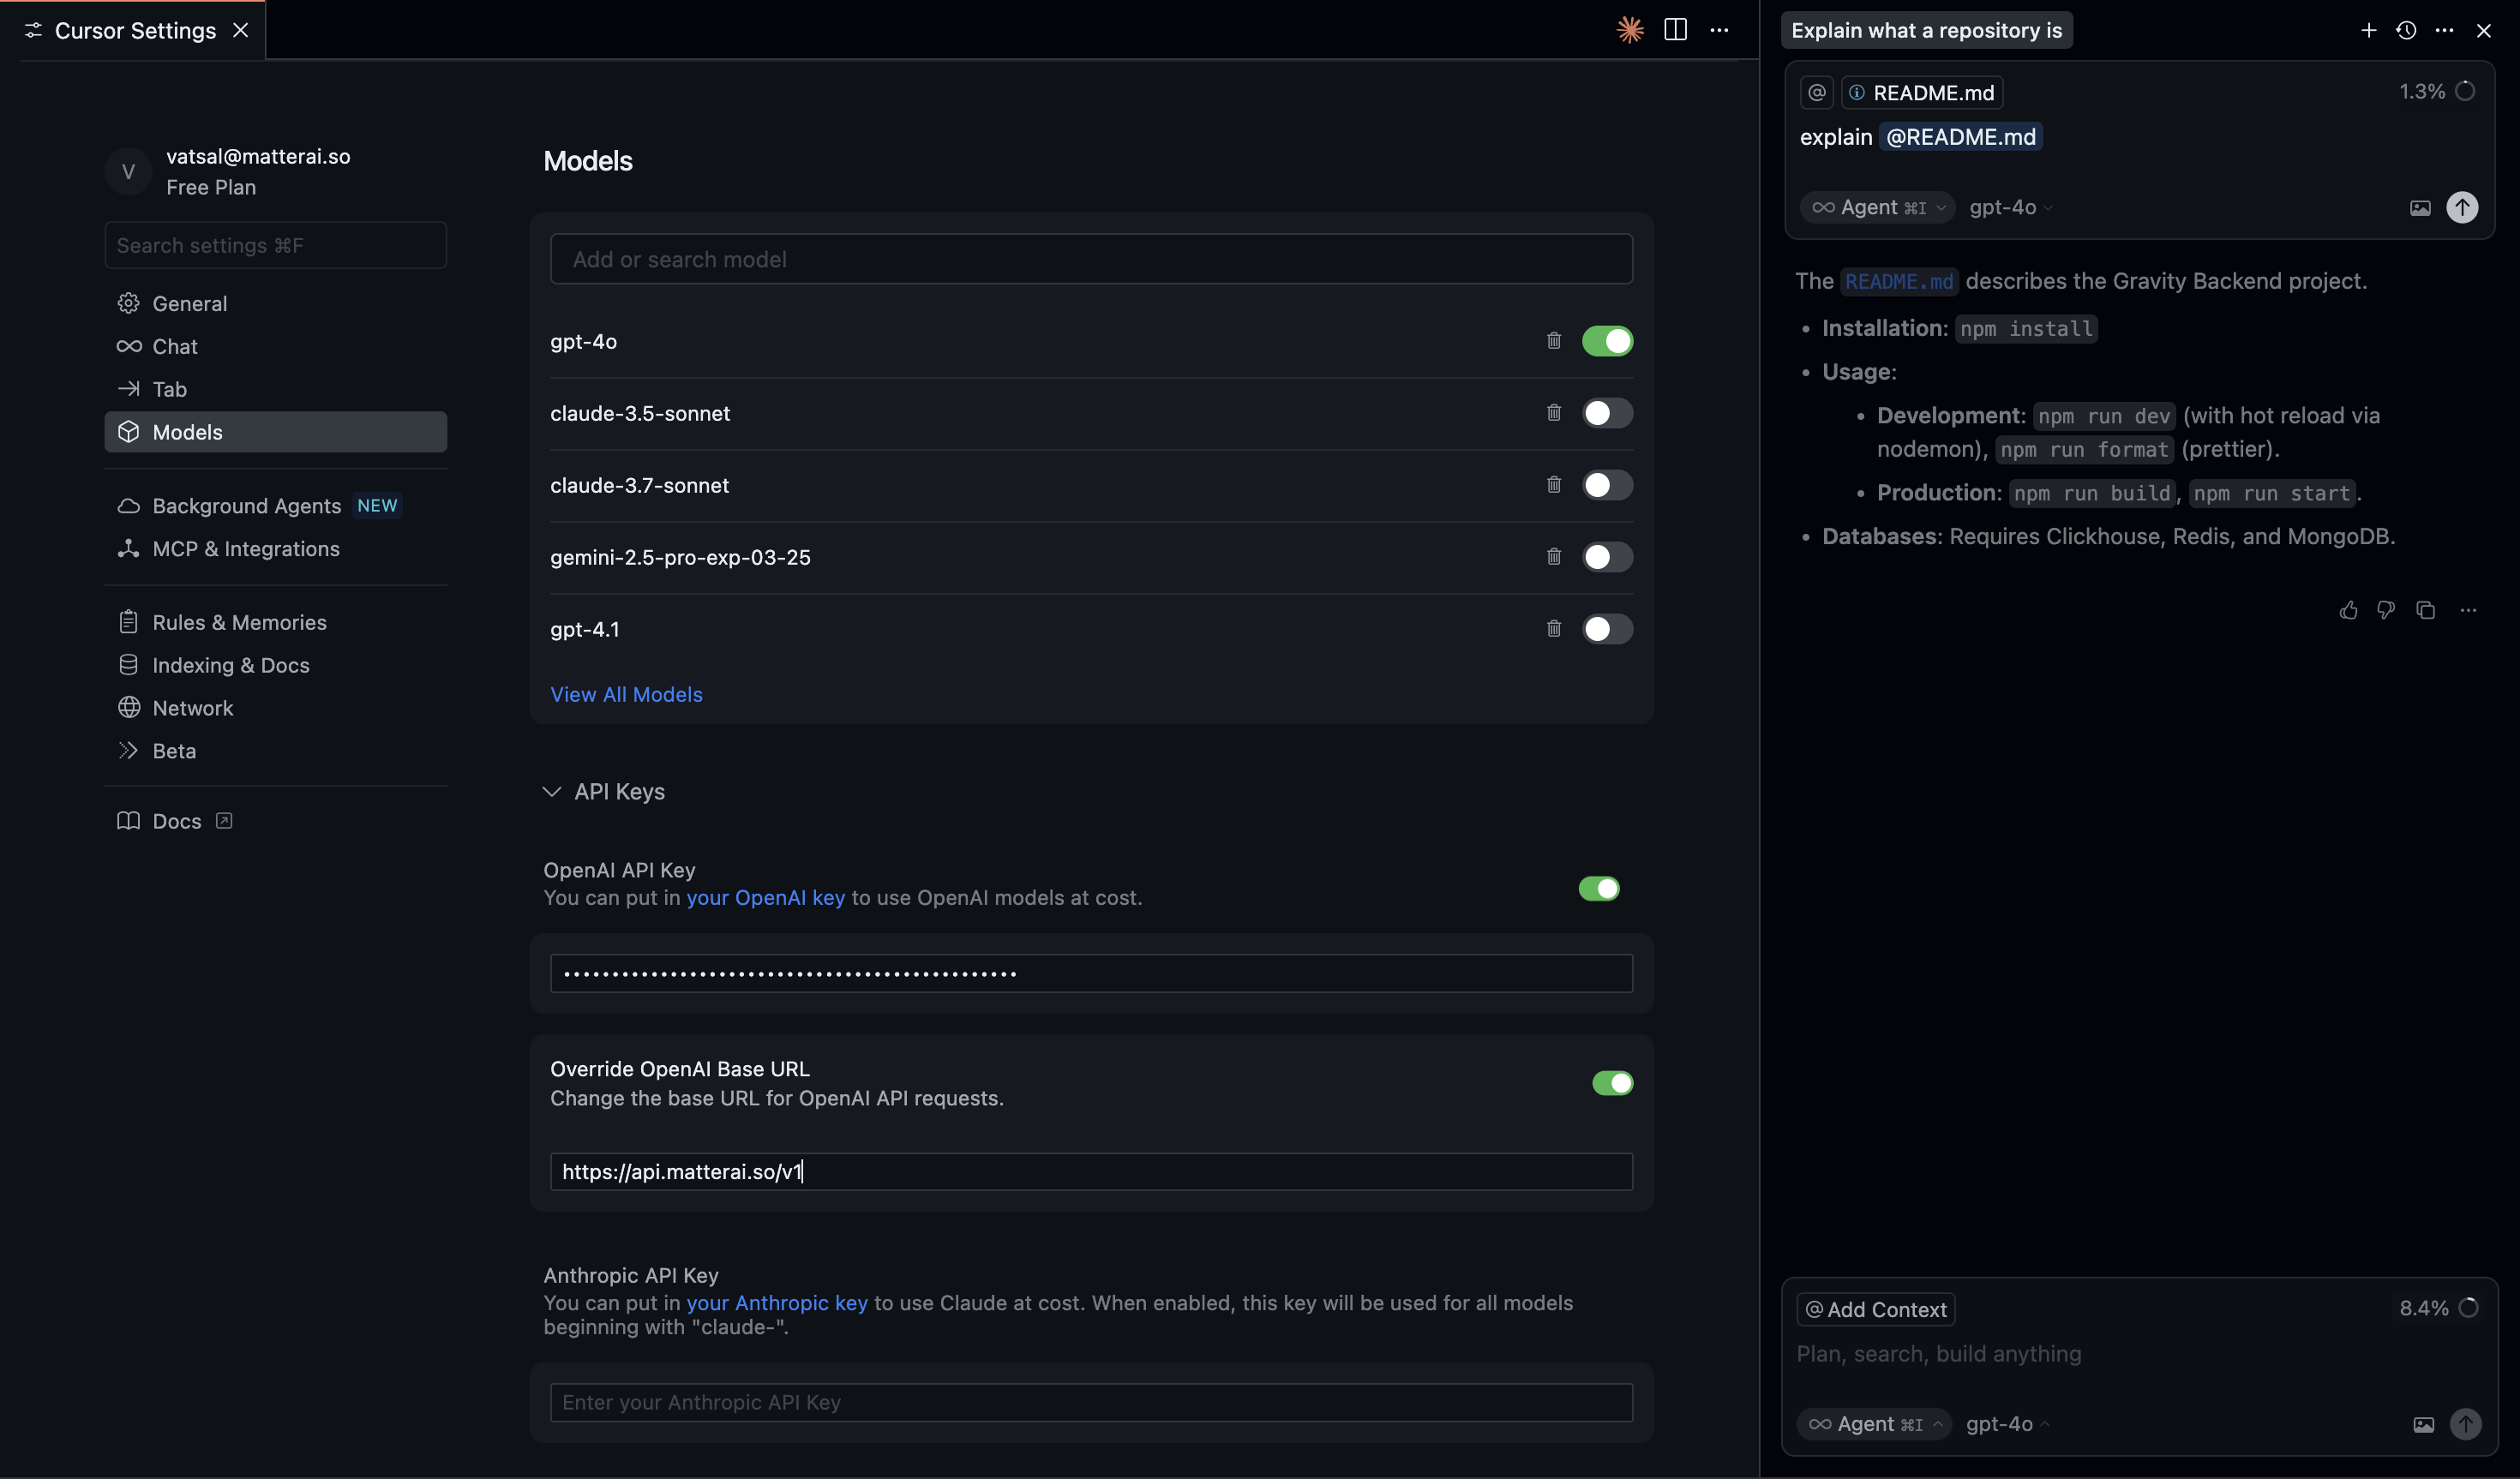 Cursor Settings
vatsal@matterai.so
V
Free Plan
Search settings ⌘F
General
Chat
Tab
Models
Background Agents NEW
MCP & Integrations
Rules & Memories
Indexing & Docs
Network
Beta
Docs
Models
Add or search model
gpt-4o
claude-3.5-sonnet
claude-3.7-sonnet
gemini-2.5-pro-exp-03-25
gpt-4.1
View All Models
API Keys
OpenAI API Key
You can put in your OpenAI key to use OpenAI models at cost.
••••••••••••••••••••••••••••••••••••••••••••••••
Override OpenAI Base URL
Change the base URL for OpenAI API requests.
https://api.matterai.so/v1
Anthropic API Key
You can put in your Anthropic key to use Claude at cost. When enabled, this key will be used for all models
beginning with "claude-".
Enter your Anthropic API Key
Explain what a repository is
@ README.md 1.3%
explain @README.md
Agent ⌘I gpt-4o
The README.md describes the Gravity Backend project.
• Installation: npm install
• Usage:
• Development: npm run dev (with hot reload via
nodemon), npm run format (prettier).
• Production: npm run build, npm run start.
• Databases: Requires Clickhouse, Redis, and MongoDB.
@ Add Context 8.4%
Plan, search, build anything
Agent ⌘I gpt-4o